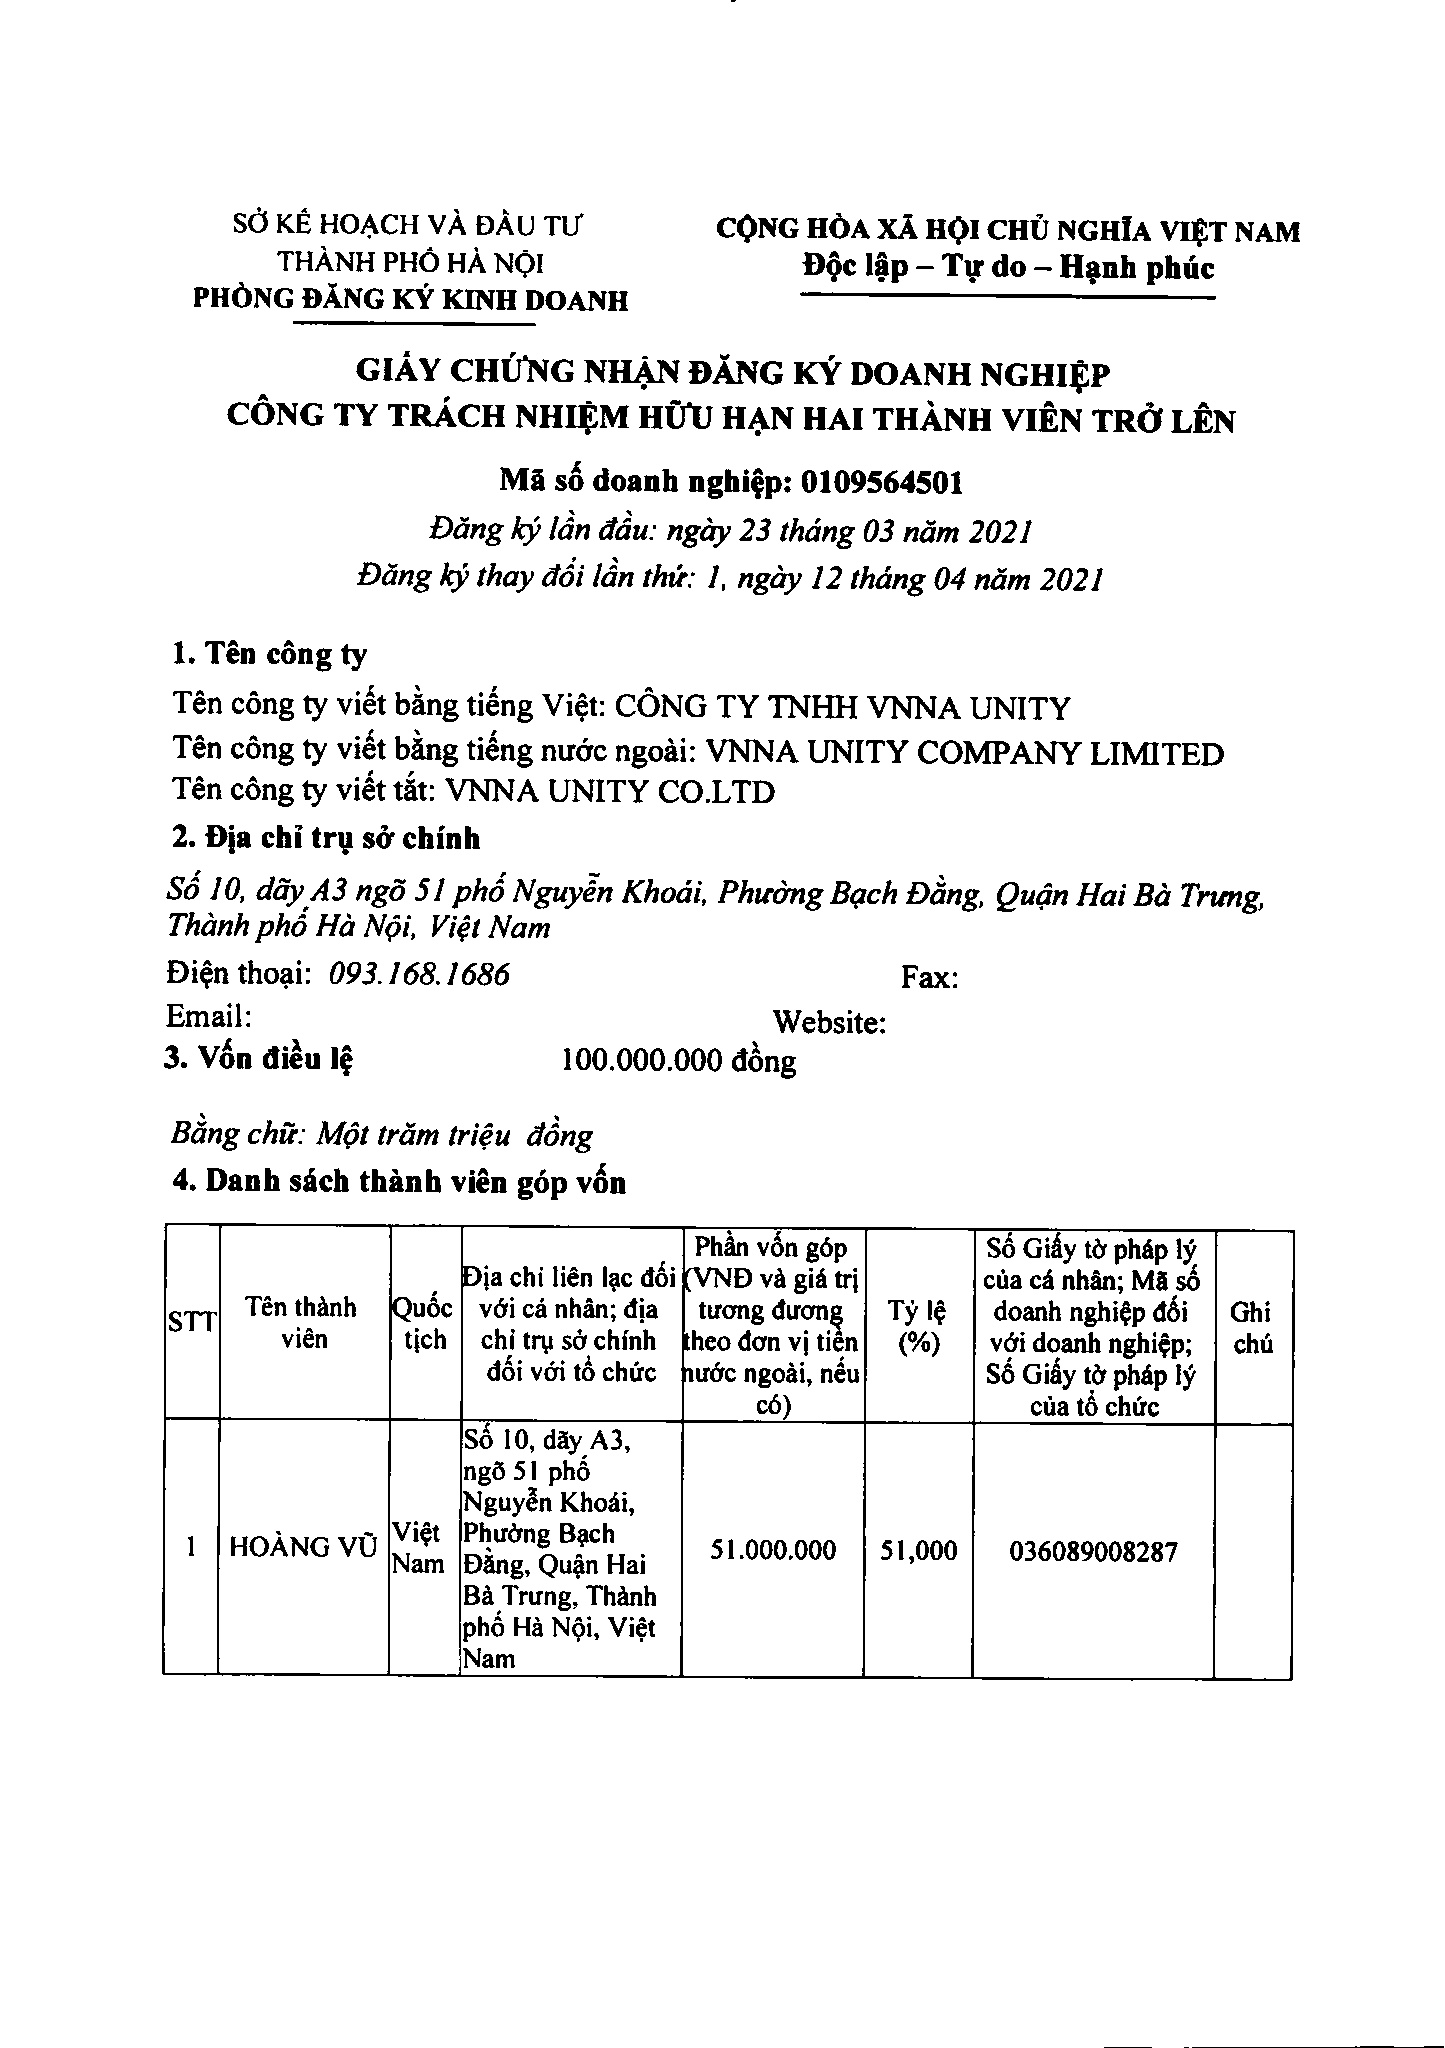 SỞ KẾ HOẠCH VÀ ĐẦU TƯ
THÀNH PHỐ HÀ NỘI
PHÒNG ĐĂNG KÝ KINH DOANH
CỘNG HÒA XÃ HỘI CHỦ NGHĨA VIỆT NAM
Độc lập – Tự do – Hạnh phúc
GIẤY CHỨNG NHẬN ĐĂNG KÝ DOANH NGHIỆP
CÔNG TY TRÁCH NHIỆM HỮU HẠN HAI THÀNH VIÊN TRỞ LÊN
Mã số doanh nghiệp: 0109564501
Đăng ký lần đầu: ngày 23 tháng 03 năm 2021
Đăng ký thay đổi lần thứ: 1, ngày 12 tháng 04 năm 2021
1. Tên công ty
Tên công ty viết bằng tiếng Việt: CÔNG TY TNHH VNNA UNITY
Tên công ty viết bằng tiếng nước ngoài: VNNA UNITY COMPANY LIMITED
Tên công ty viết tắt: VNNA UNITY CO.LTD
2. Địa chỉ trụ sở chính
Số 10, dãy A3 ngõ 51 phố Nguyễn Khoái, Phường Bạch Đằng, Quận Hai Bà Trưng,
Thành phố Hà Nội, Việt Nam
Điện thoại: 093.168.1686 Fax:
Email: Website:
3. Vốn điều lệ 100.000.000 đồng
Bằng chữ: Một trăm triệu đồng
4. Danh sách thành viên góp vốn
STT
Tên thành
viên
Quốc
tịch
Địa chỉ liên lạc đối
với cá nhân; địa
chỉ trụ sở chính
đối với tổ chức
Phần vốn góp
(VNĐ và giá trị
tương đương
theo đơn vị tiền
nước ngoài, nếu
có)
Tỷ lệ
(%)
Số Giấy tờ pháp lý
của cá nhân; Mã số
doanh nghiệp đối
với doanh nghiệp;
Số Giấy tờ pháp lý
của tổ chức
Ghi
chú
1
HOÀNG VŨ
Việt
Nam
Số 10, dãy A3,
ngõ 51 phố
Nguyễn Khoái,
Phường Bạch
Đằng, Quận Hai
Bà Trưng, Thành
phố Hà Nội, Việt
Nam
51.000.000
51,000
036089008287